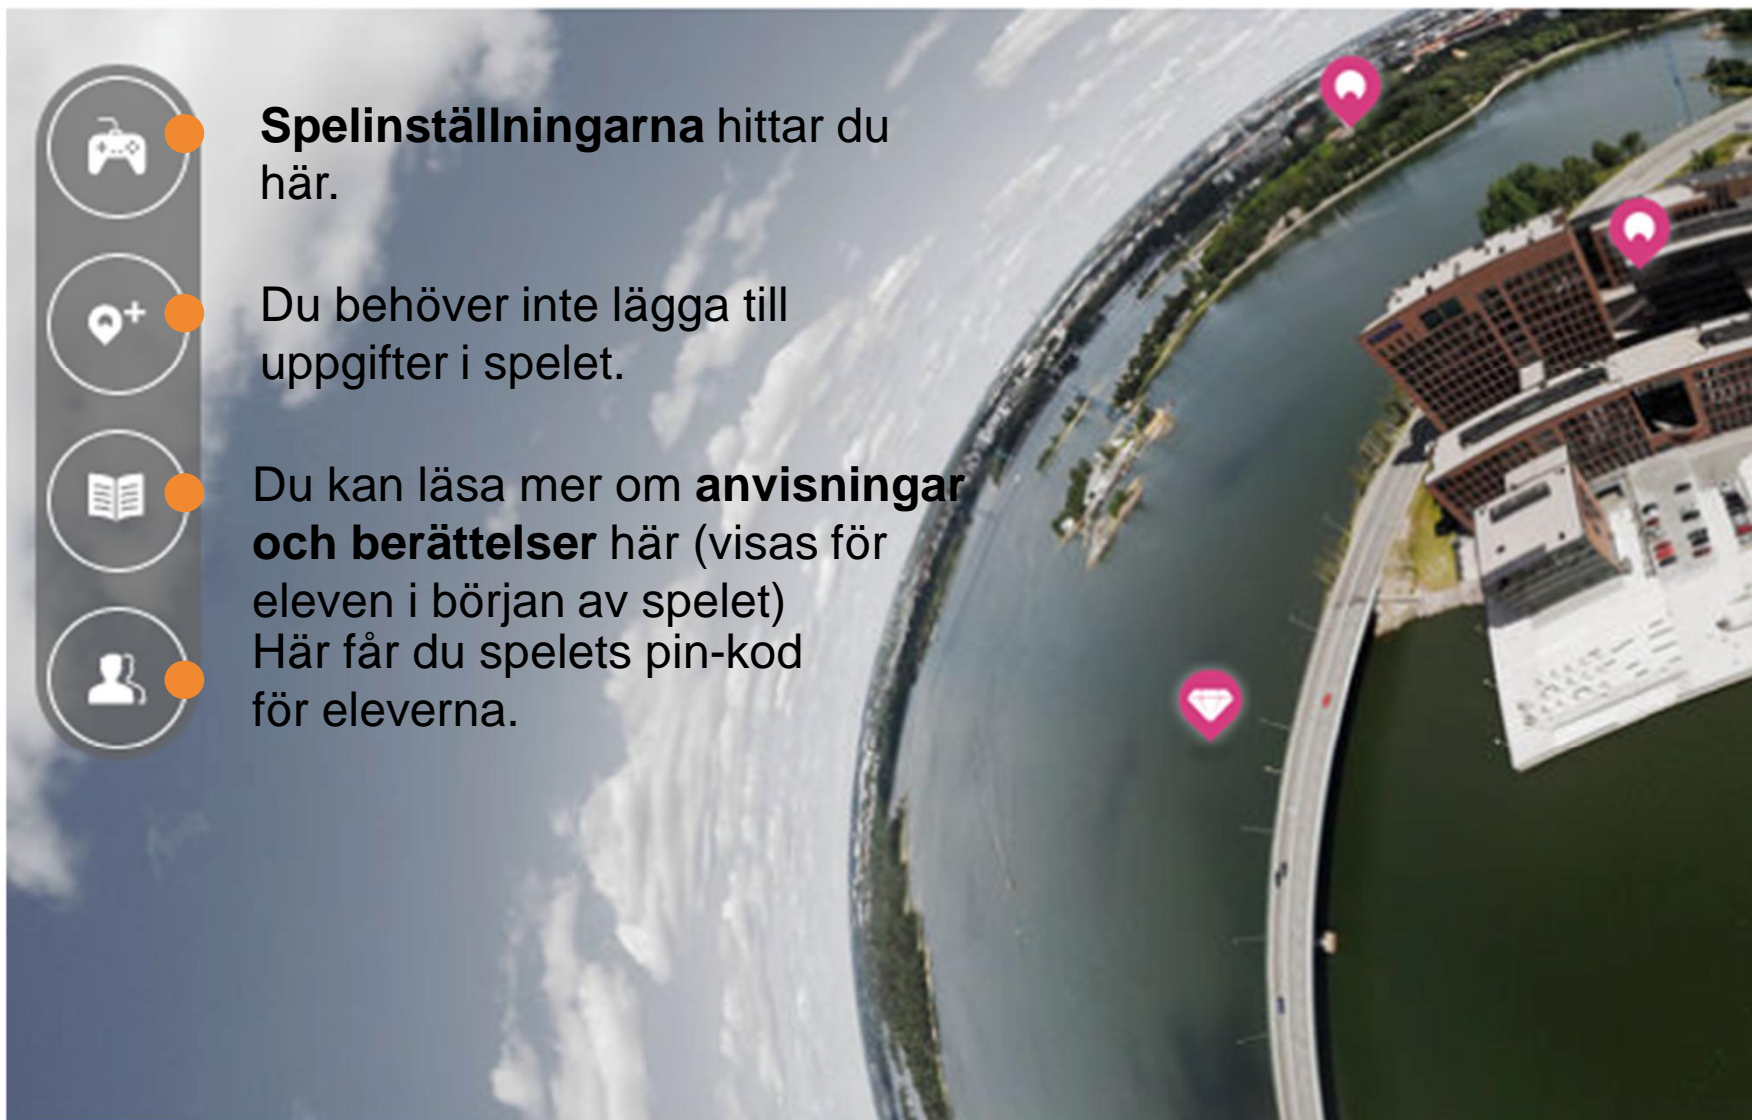 Spelinställningarna hittar du
här.
Du behöver inte lägga till
uppgifter i spelet.
Du kan läsa mer om anvisningar
och berättelser här (visas för
eleven i början av spelet)
Här får du spelets pin-kod
för eleverna.